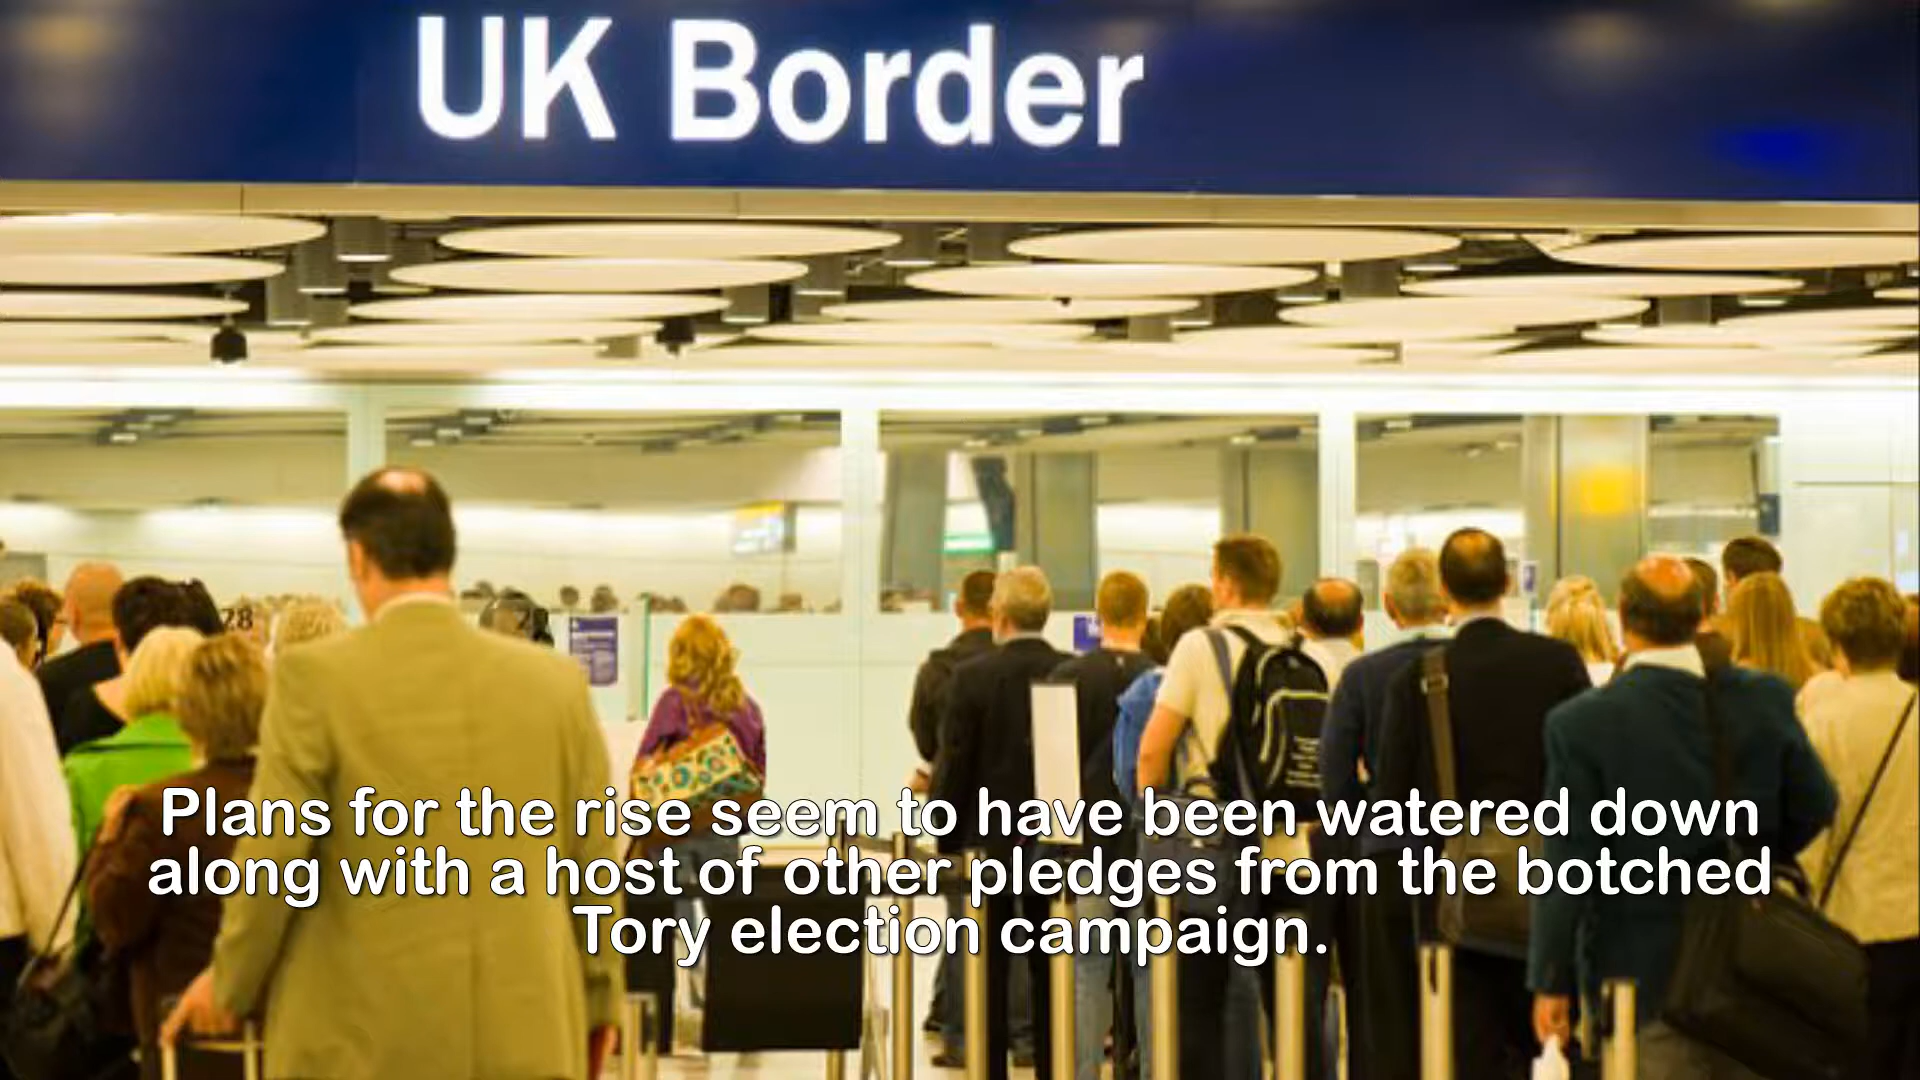 UK Border
28
Plans for the rise seem to have been watered down
along with a host of other pledges from the botched
Tory election campaign.